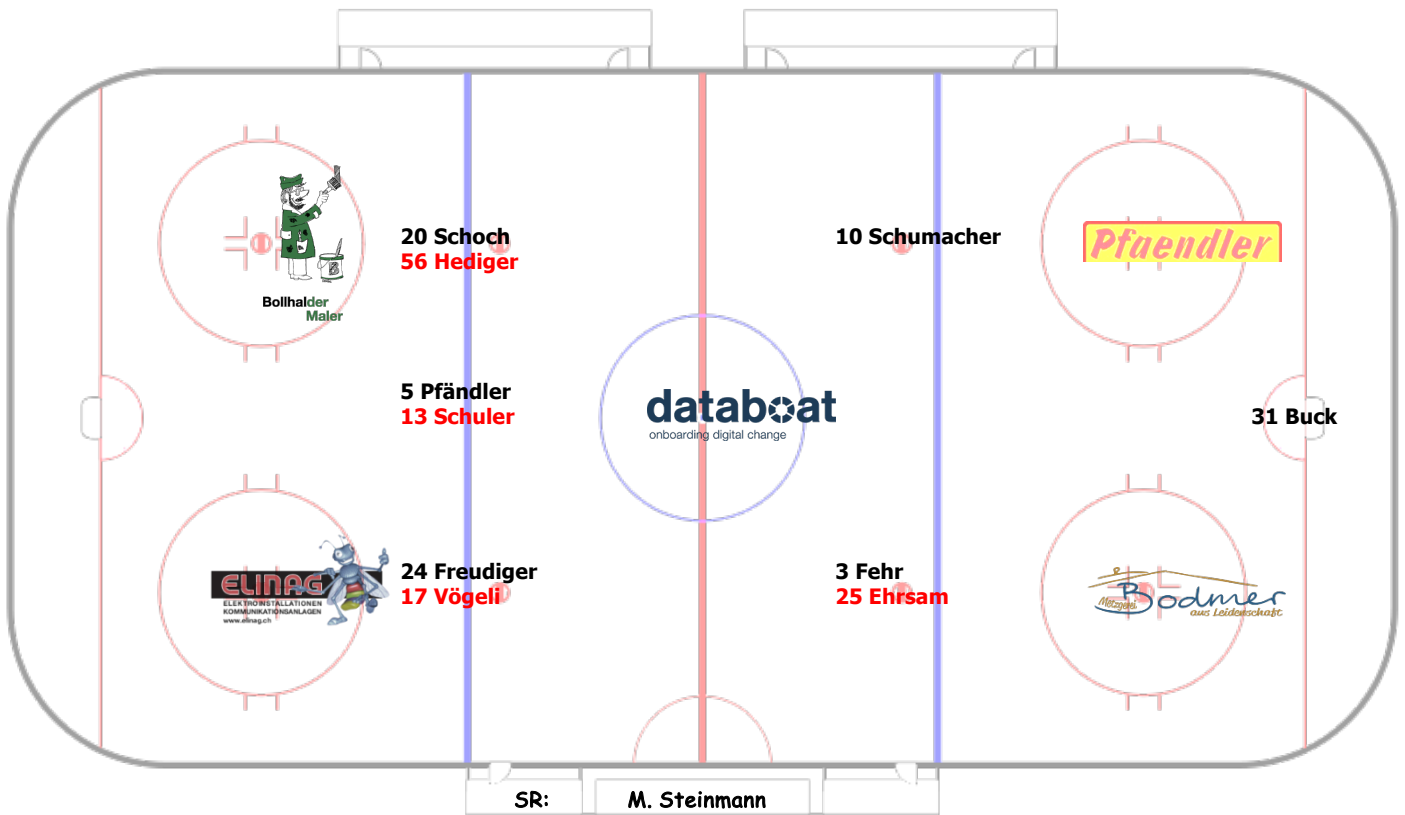 20 Schoch
56 Hediger
10 Schumacher
Pfaendler
Bollhalder
Maler
5 Pfändler
13 Schuler
databoat
onboarding digital change
31 Buck
24 Freudiger
17 Vögeli
ELINAG
ELEKTROINSTALLATIONEN
KOMMUNIKATIONSANLAGEN
www.elinag.ch
3 Fehr
25 Ehrsam
Metzgerei
Bodmer
aus Leidenschaft
SR: M. Steinmann